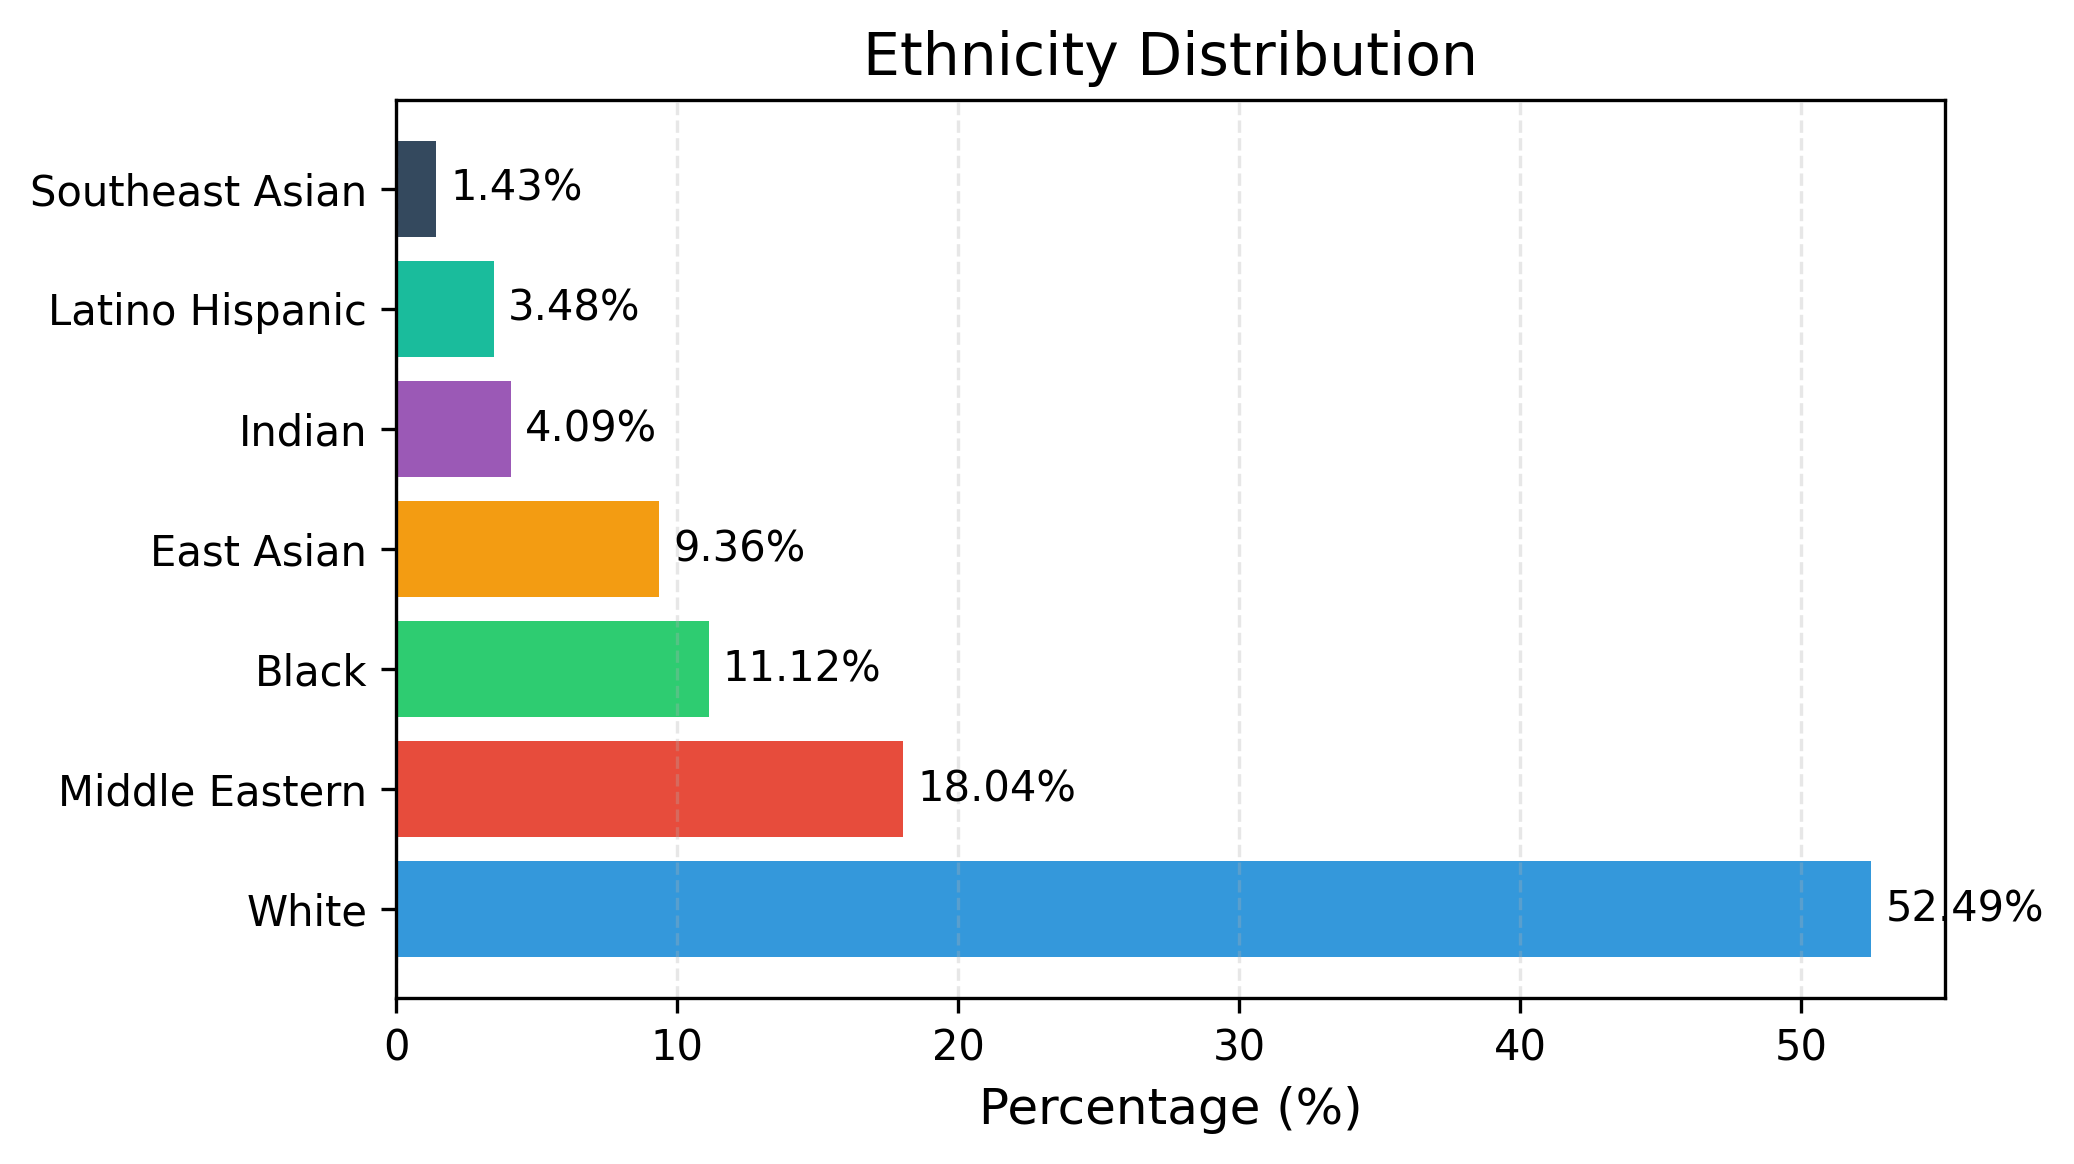 Ethnicity Distribution
Southeast Asian 1.43%
Latino Hispanic 3.48%
Indian 4.09%
East Asian 9.36%
Black 11.12%
Middle Eastern 18.04%
White 52.49%
0 10 20 30 40 50
Percentage (%)